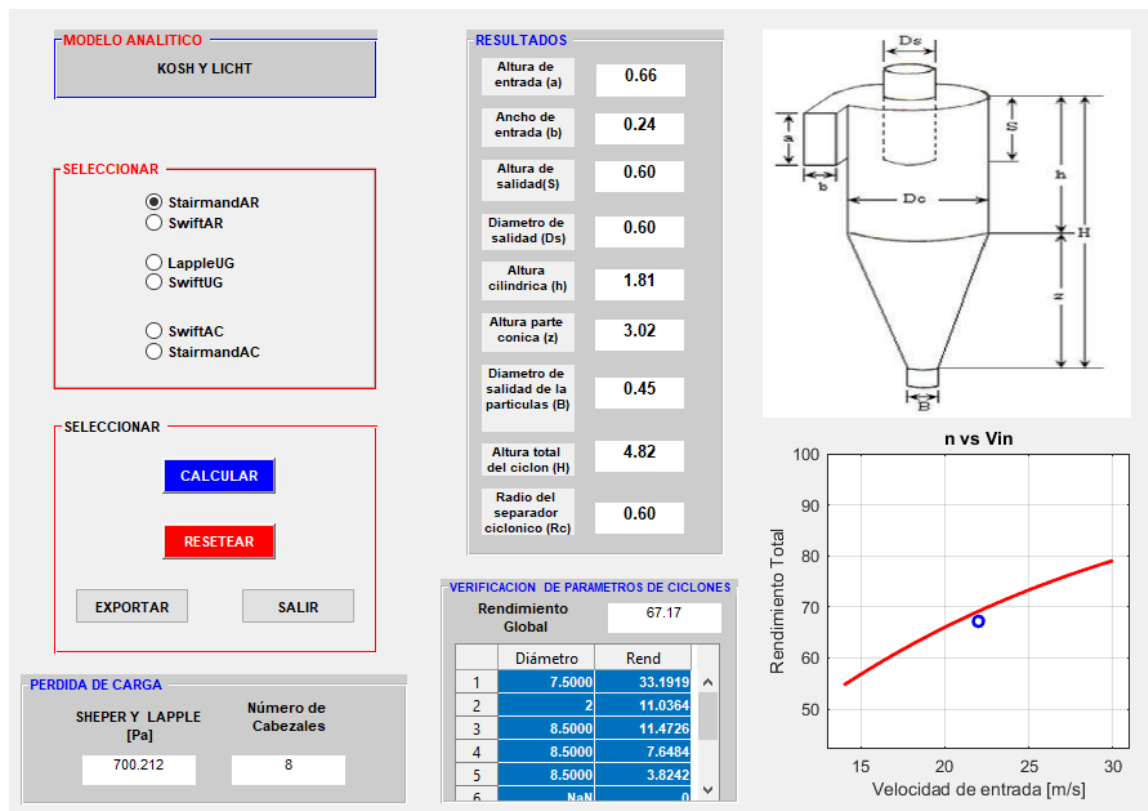 MODELO ANALITICO
KOSH Y LICHT
SELECCIONAR
StairmandAR
SwiftAR
LappleUG
SwiftUG
SwiftAC
StairmandAC
SELECCIONAR
CALCULAR
RESETEAR
EXPORTAR
SALIR
PERDIDA DE CARGA
SHEPER Y LAPPLE
[Pa]
700.212
Número de
Cabezales
8
RESULTADOS
Altura de
entrada (a)
0.66
Ancho de
entrada (b)
0.24
Altura de
salidad(S)
0.60
Diametro de
salidad (Ds)
0.60
Altura
cilindrica (h)
1.81
Altura parte
conica (z)
3.02
Diametro de
salidad de la
particulas (B)
0.45
Altura total
del ciclon (H)
4.82
Radio del
separador
ciclonico (Rc)
0.60
VERIFICACION DE PARAMETROS DE CICLONES
Rendimiento
Global
67.17
Diámetro Rend
1 7.5000 33.1919
2 2 11.0364
3 8.5000 11.4726
4 8.5000 7.6484
5 8.5000 3.8242
6 NaN 0
Ds
a
b
S
h
Dc
H
z
B
n vs Vin
Rendimiento Total
100
90
80
70
60
50
15 20 25 30
Velocidad de entrada [m/s]